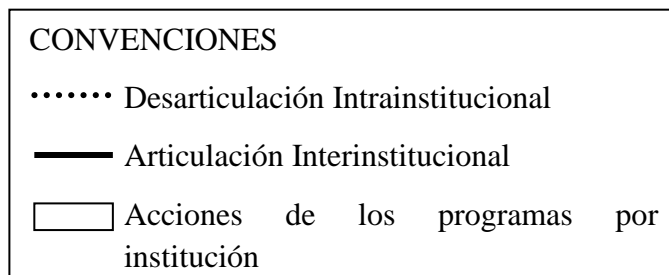 CONVENCIONES
Desarticulación Intrainstitucional
Articulación Interinstitucional
Acciones de los programas por
institución